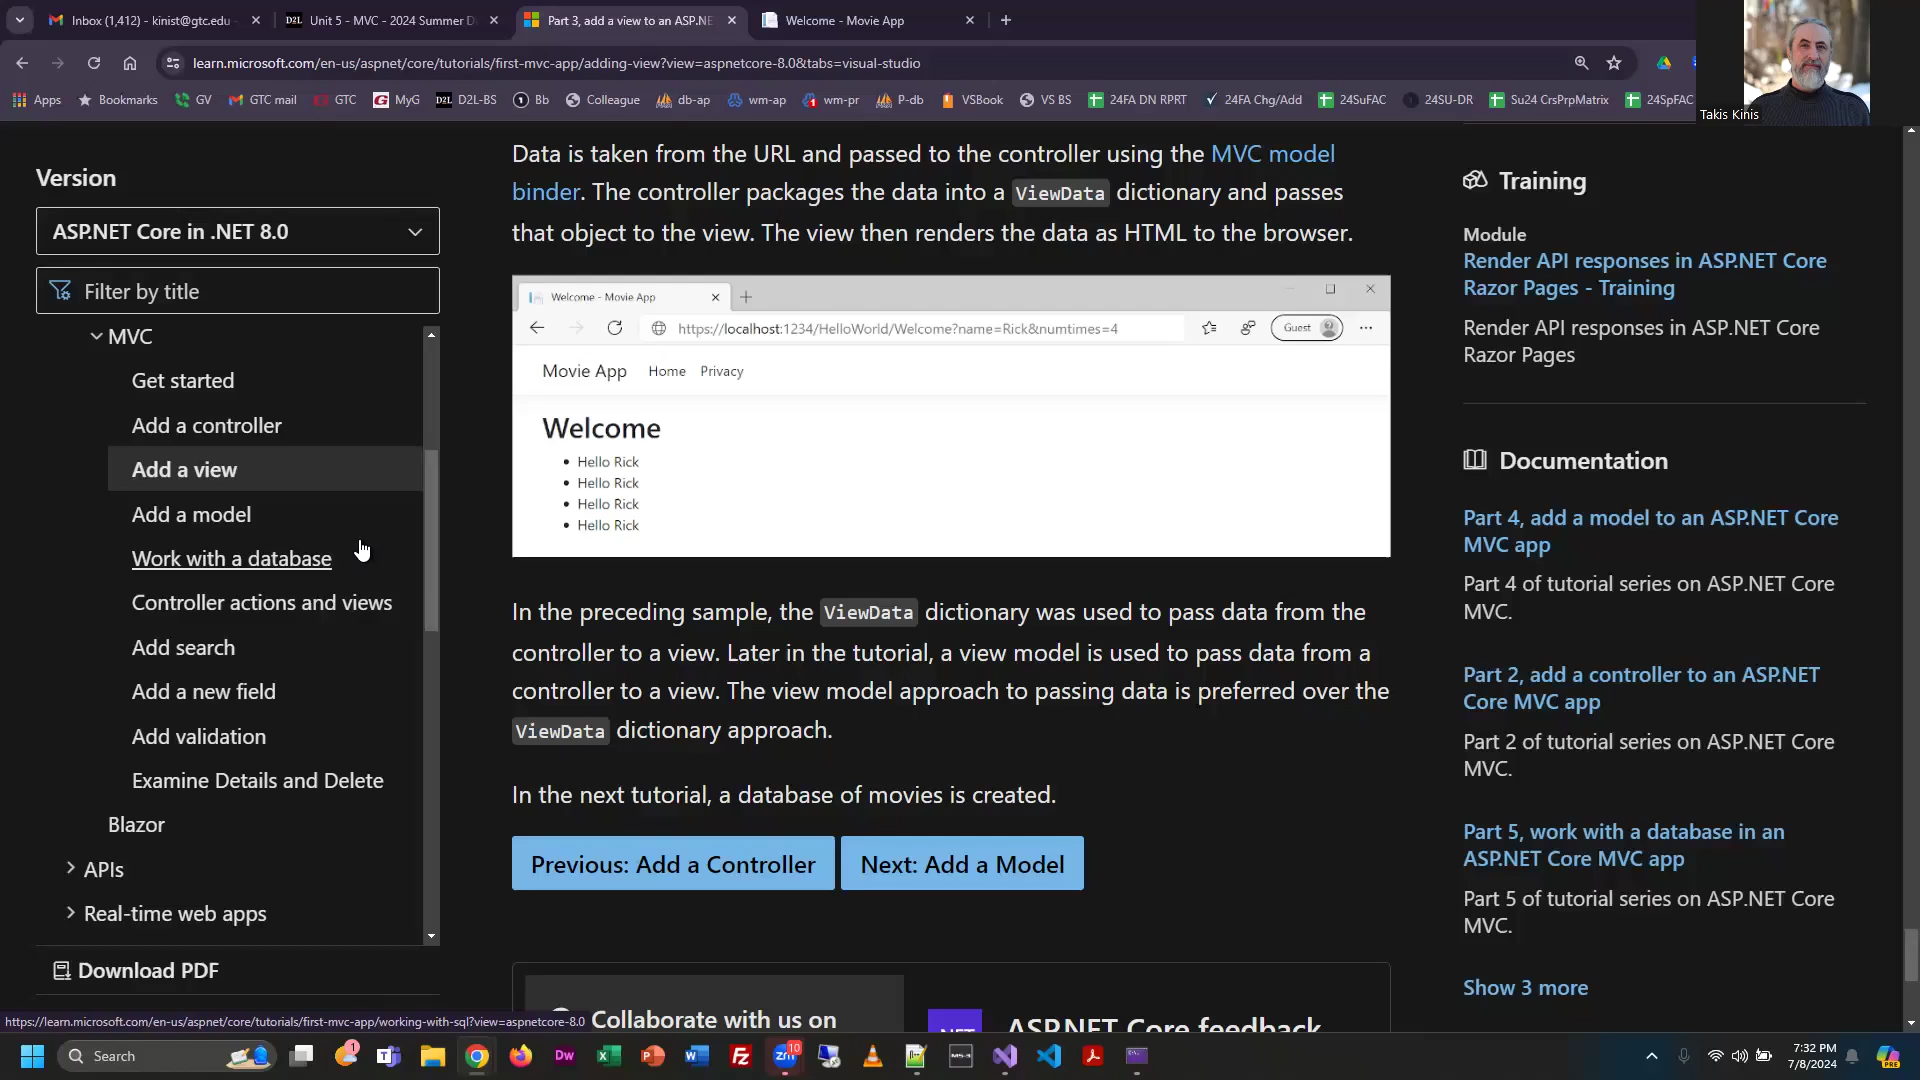 Inbox (1,412) - kinist@gtc.edu
D2L Unit 5 - MVC - 2024 Summer D
Part 3, add a view to an ASP.NE
Welcome - Movie App
learn.microsoft.com/en-us/aspnet/core/tutorials/first-mvc-app/adding-view?view=aspnetcore-8.0&tabs=visual-studio
Apps Bookmarks GV GTC mail GTC MyG D2L-BS Bb Colleague db-ap wm-ap wm-pr P-db VSBook VS BS 24FA DN RPRT 24FA Chg/Add 24SuFAC 24SU-DR Su24 CrsPrpMatrix 24SpFAC
Takis Kinis
Version
ASP.NET Core in .NET 8.0
Filter by title
MVC
Get started
Add a controller
Add a view
Add a model
Work with a database
Controller actions and views
Add search
Add a new field
Add validation
Examine Details and Delete
Blazor
APIs
Real-time web apps
Download PDF
https://learn.microsoft.com/en-us/aspnet/core/tutorials/first-mvc-app/working-with-sql?view=aspnetcore-8.0
Data is taken from the URL and passed to the controller using the MVC model
binder. The controller packages the data into a ViewData dictionary and passes
that object to the view. The view then renders the data as HTML to the browser.
Welcome - Movie App
https://localhost:1234/HelloWorld/Welcome?name=Rick&numtimes=4
Guest
Movie App Home Privacy
Welcome
• Hello Rick
• Hello Rick
• Hello Rick
• Hello Rick
In the preceding sample, the ViewData dictionary was used to pass data from the
controller to a view. Later in the tutorial, a view model is used to pass data from a
controller to a view. The view model approach to passing data is preferred over the
ViewData dictionary approach.
In the next tutorial, a database of movies is created.
Previous: Add a Controller Next: Add a Model
Collaborate with us on
.NET
ASP.NET Core feedback
Training
Module
Render API responses in ASP.NET Core
Razor Pages - Training
Render API responses in ASP.NET Core
Razor Pages
Documentation
Part 4, add a model to an ASP.NET Core
MVC app
Part 4 of tutorial series on ASP.NET Core
MVC.
Part 2, add a controller to an ASP.NET
Core MVC app
Part 2 of tutorial series on ASP.NET Core
MVC.
Part 5, work with a database in an
ASP.NET Core MVC app
Part 5 of tutorial series on ASP.NET Core
MVC.
Show 3 more
Search
1
Dw
10
7:32 PM
7/8/2024